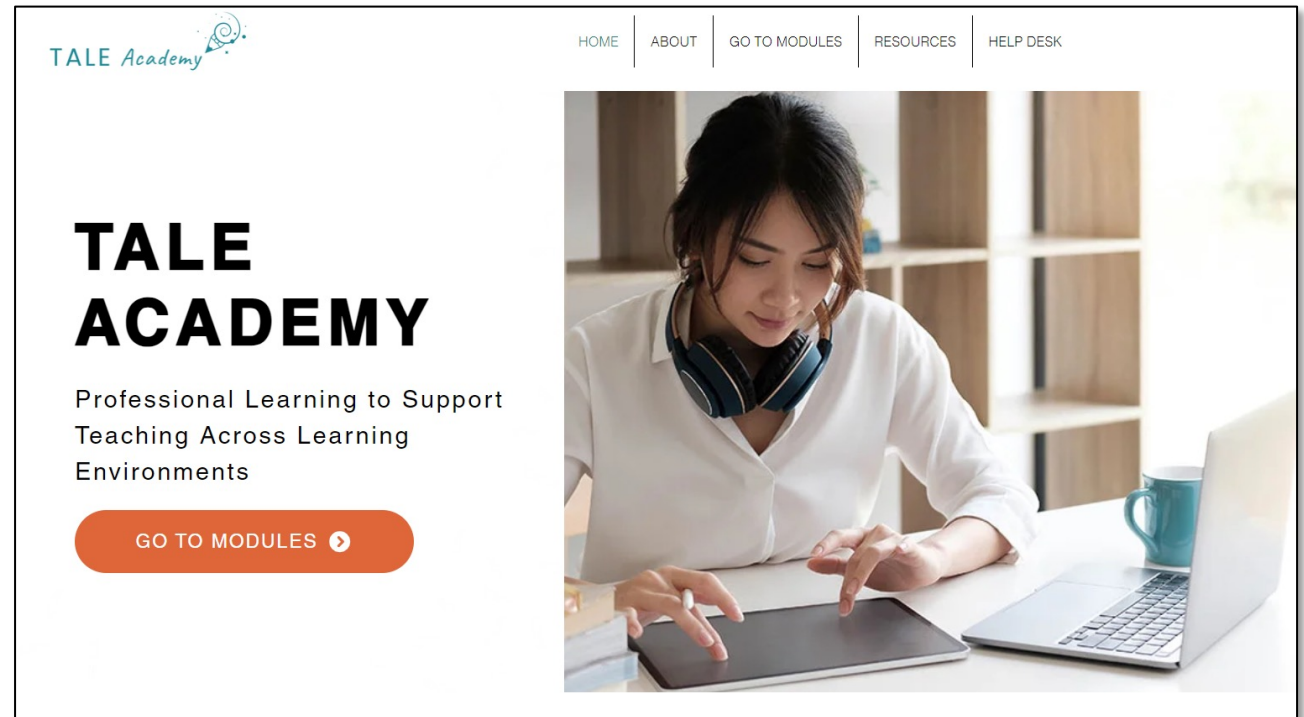 TALE Academy
HOME
ABOUT
GO TO MODULES
RESOURCES
HELP DESK
TALE
ACADEMY
Professional Learning to Support
Teaching Across Learning
Environments
GO TO MODULES